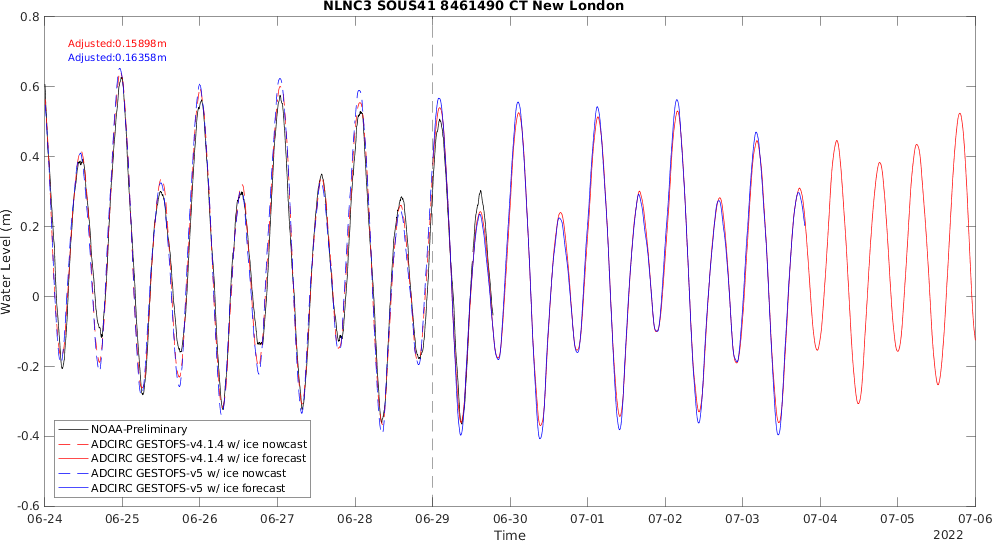 NLNC3 SOUS41 8461490 CT New London
Adjusted:0.15898m
Adjusted:0.16358m
Water Level (m)
0.8
0.6
0.4
0.2
0
-0.2
-0.4
-0.6
NOAA-Preliminary
ADCIRC GESTOFS-v4.1.4 w/ ice nowcast
ADCIRC GESTOFS-v4.1.4 w/ ice forecast
ADCIRC GESTOFS-v5 w/ ice nowcast
ADCIRC GESTOFS-v5 w/ ice forecast
06-24 06-25 06-26 06-27 06-28 06-29 06-30 07-01 07-02 07-03 07-04 07-05 07-06
Time
2022